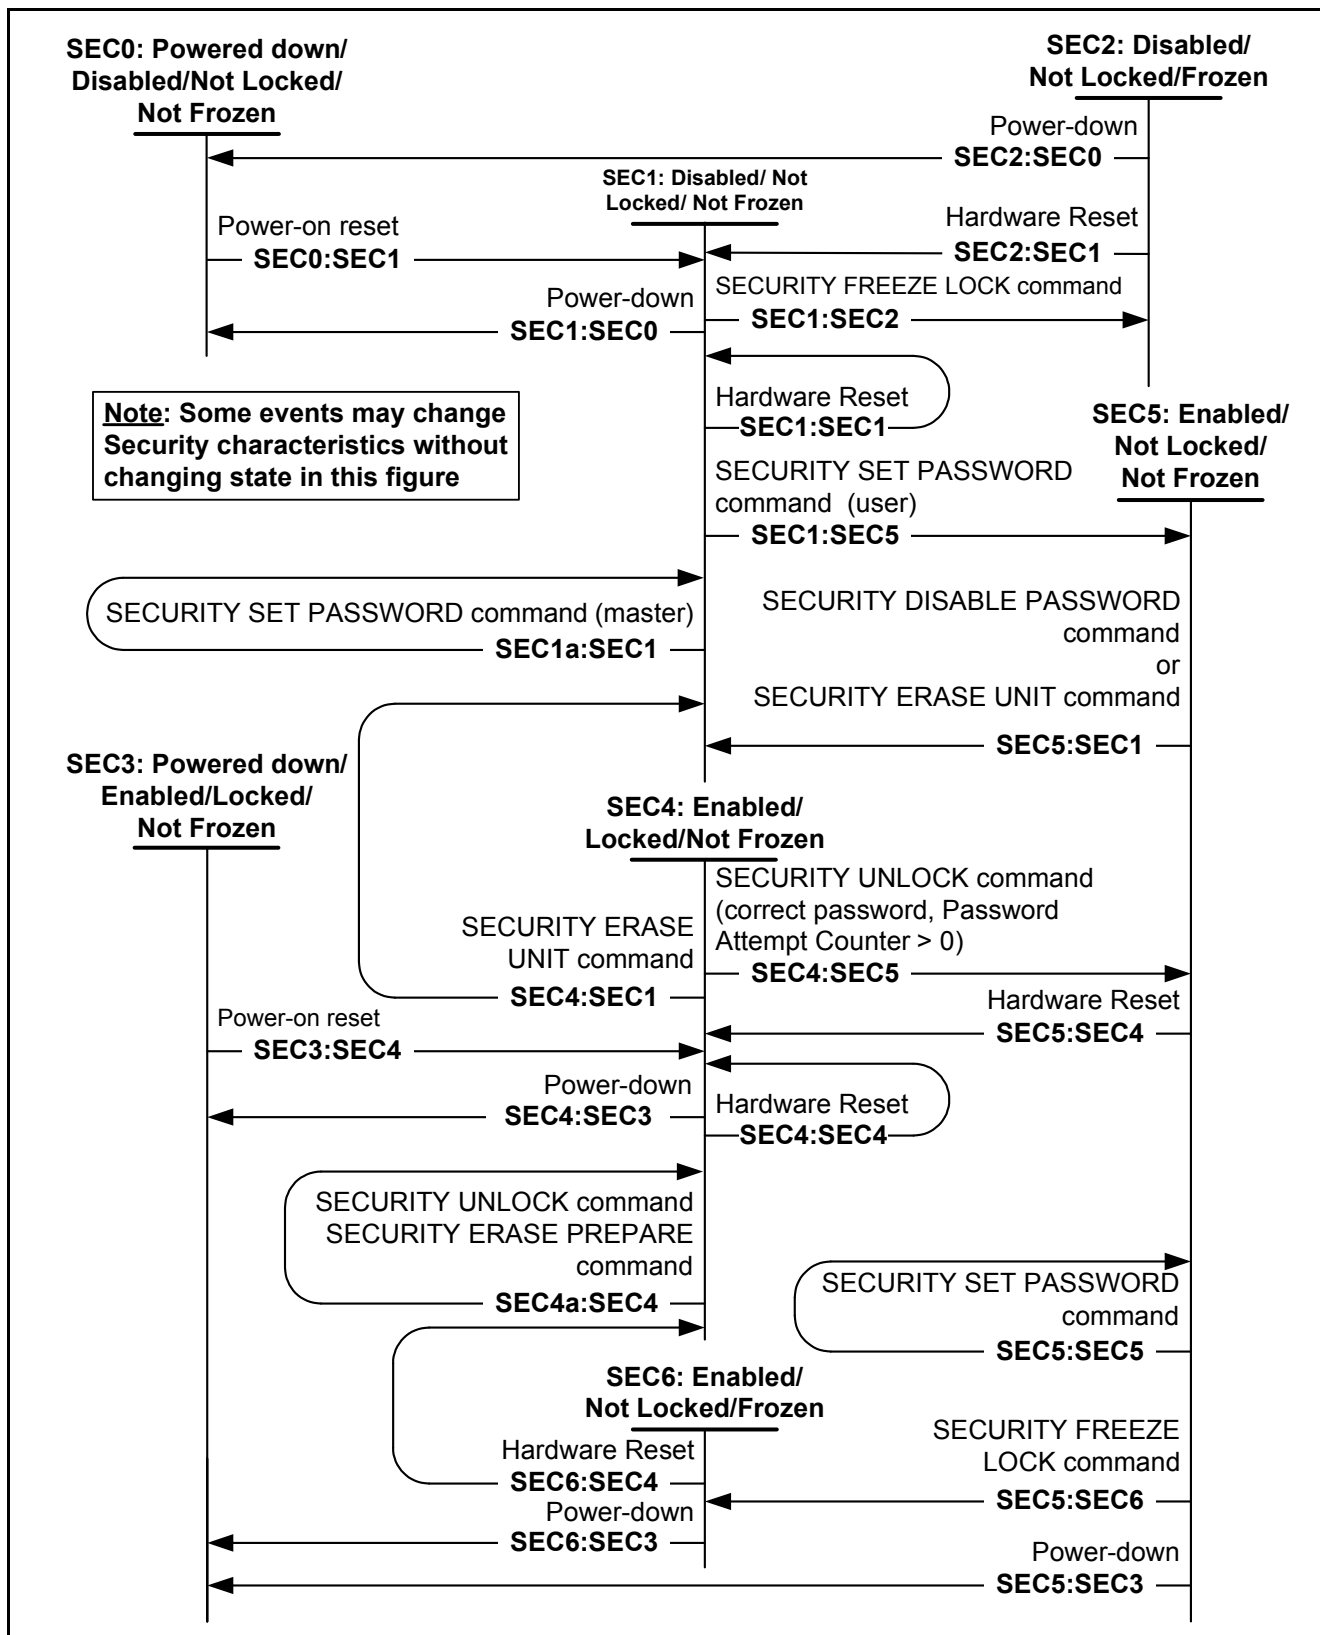 SEC0: Powered down/
Disabled/Not Locked/
Not Frozen
SEC2: Disabled/
Not Locked/Frozen
Power-down
SEC2:SEC0
SEC1: Disabled/ Not
Locked/ Not Frozen
Power-on reset
SEC0:SEC1
Hardware Reset
SEC2:SEC1
SECURITY FREEZE LOCK command
SEC1:SEC2
Power-down
SEC1:SEC0
Hardware Reset
SEC1:SEC1
Note: Some events may change
Security characteristics without
changing state in this figure
SEC5: Enabled/
Not Locked/
Not Frozen
SECURITY SET PASSWORD
command (user)
SEC1:SEC5
SECURITY SET PASSWORD command (master)
SEC1a:SEC1
SECURITY DISABLE PASSWORD
command
or
SECURITY ERASE UNIT command
SEC5:SEC1
SEC3: Powered down/
Enabled/Locked/
Not Frozen
SEC4: Enabled/
Locked/Not Frozen
SECURITY UNLOCK command
(correct password, Password
Attempt Counter > 0)
SEC4:SEC5
SECURITY ERASE
UNIT command
SEC4:SEC1
Hardware Reset
SEC5:SEC4
Power-on reset
SEC3:SEC4
Power-down
SEC4:SEC3
Hardware Reset
SEC4:SEC4
SECURITY UNLOCK command
SECURITY ERASE PREPARE
command
SEC4a:SEC4
SECURITY SET PASSWORD
command
SEC5:SEC5
SEC6: Enabled/
Not Locked/Frozen
Hardware Reset
SEC6:SEC4
SECURITY FREEZE
LOCK command
SEC5:SEC6
Power-down
SEC6:SEC3
Power-down
SEC5:SEC3